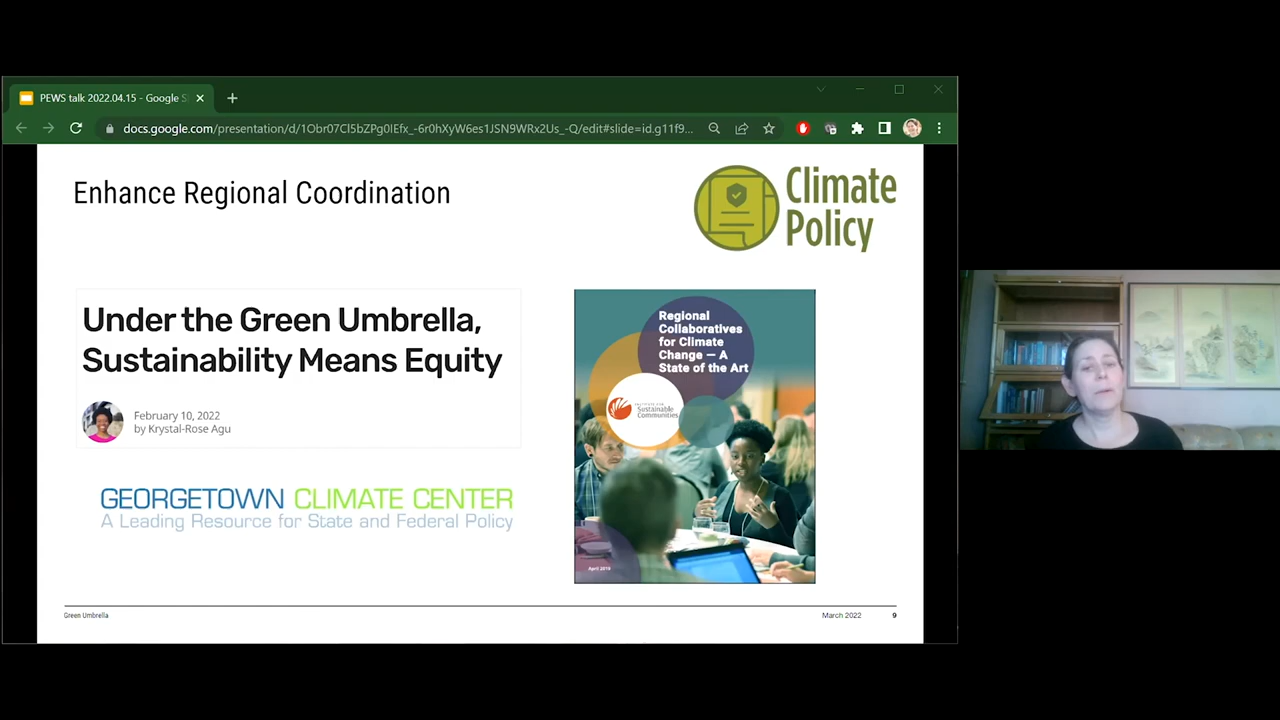 PEWS talk 2022.04.15 - Google S
docs.google.com/presentation/d/1Obr07Cl5bZPg0lEfx_-6r0hXyW6es1JSN9WRx2Us_-Q/edit#slide=id.g11f9...
Enhance Regional Coordination
Climate
Policy
Under the Green Umbrella,
Sustainability Means Equity
February 10, 2022
by Krystal-Rose Agu
GEORGETOWN CLIMATE CENTER
A Leading Resource for State and Federal Policy
Regional
Collaboratives
for Climate
Change — A
State of the Art
INSTITUTE FOR
Sustainable
Communities
April 2019
Green Umbrella
March 2022
9